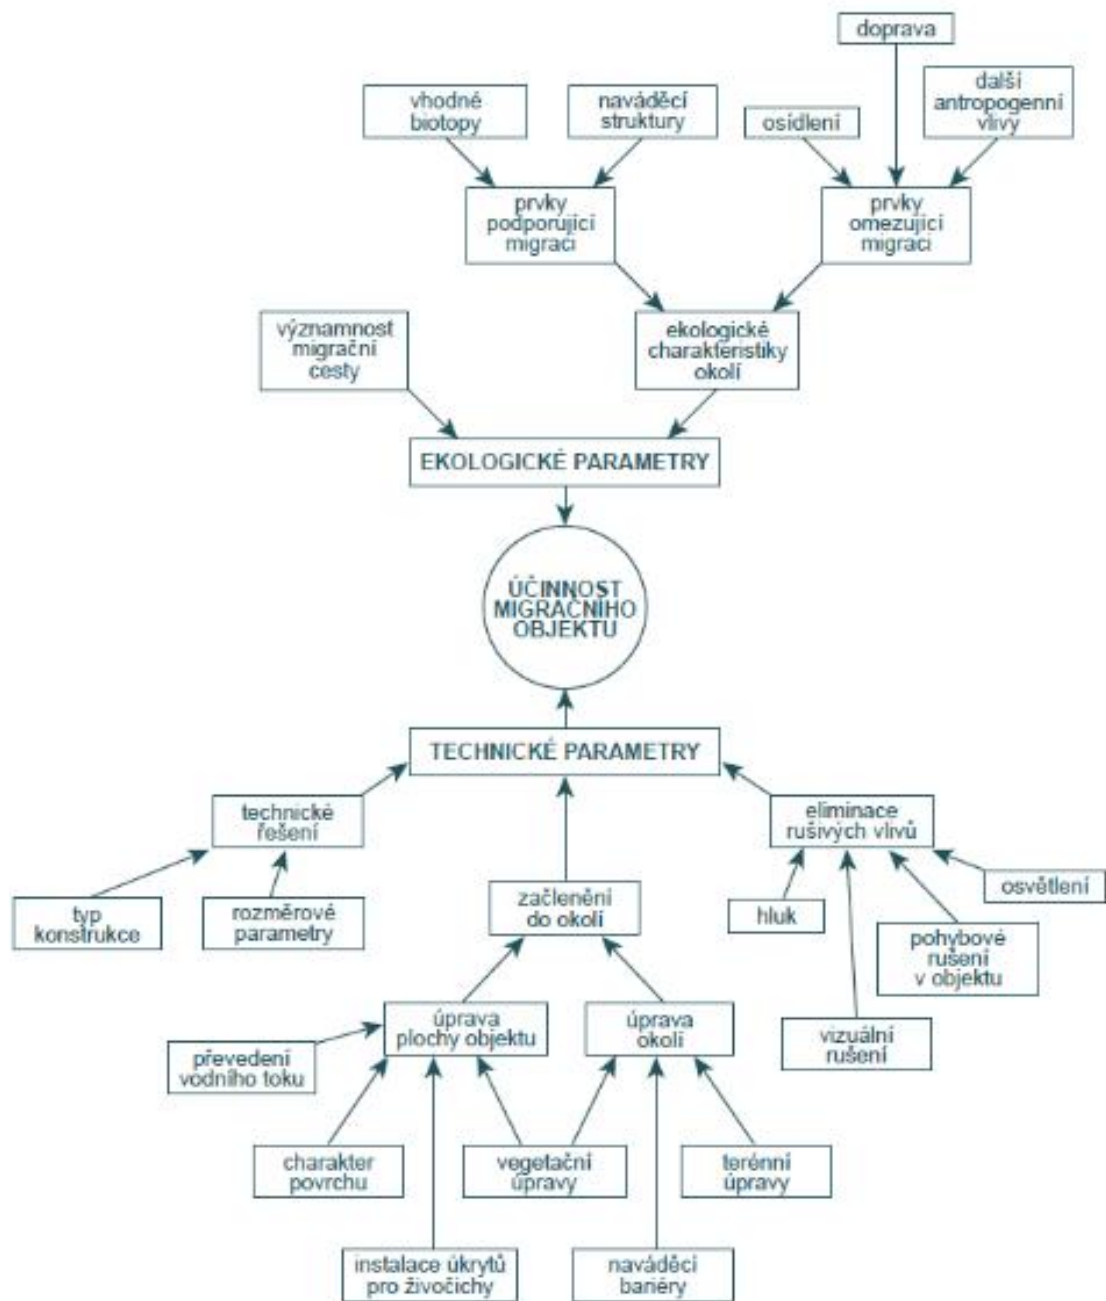 doprava
vhodné
biotopy
naváděcí
struktury
osídlení
další
antropogenní
vlivy
prvky
podporující
migraci
prvky
omezující
migraci
významnost
migrační
cesty
ekologické
charakteristiky
okolí
EKOLOGICKÉ PARAMETRY
ÚČINNOST
MIGRAČNÍHO
OBJEKTU
TECHNICKÉ PARAMETRY
technické
řešení
eliminace
rušivých vlivů
typ
konstrukce
rozměrové
parametry
začlenění
do okolí
hluk
osvětlení
pohybové
rušení
v objektu
vizuální
rušení
úprava
plochy objektu
úprava
okolí
převedení
vodního toku
charakter
povrchu
vegetační
úpravy
terénní
úpravy
instalace úkrytů
pro živočichy
naváděcí
bariéry